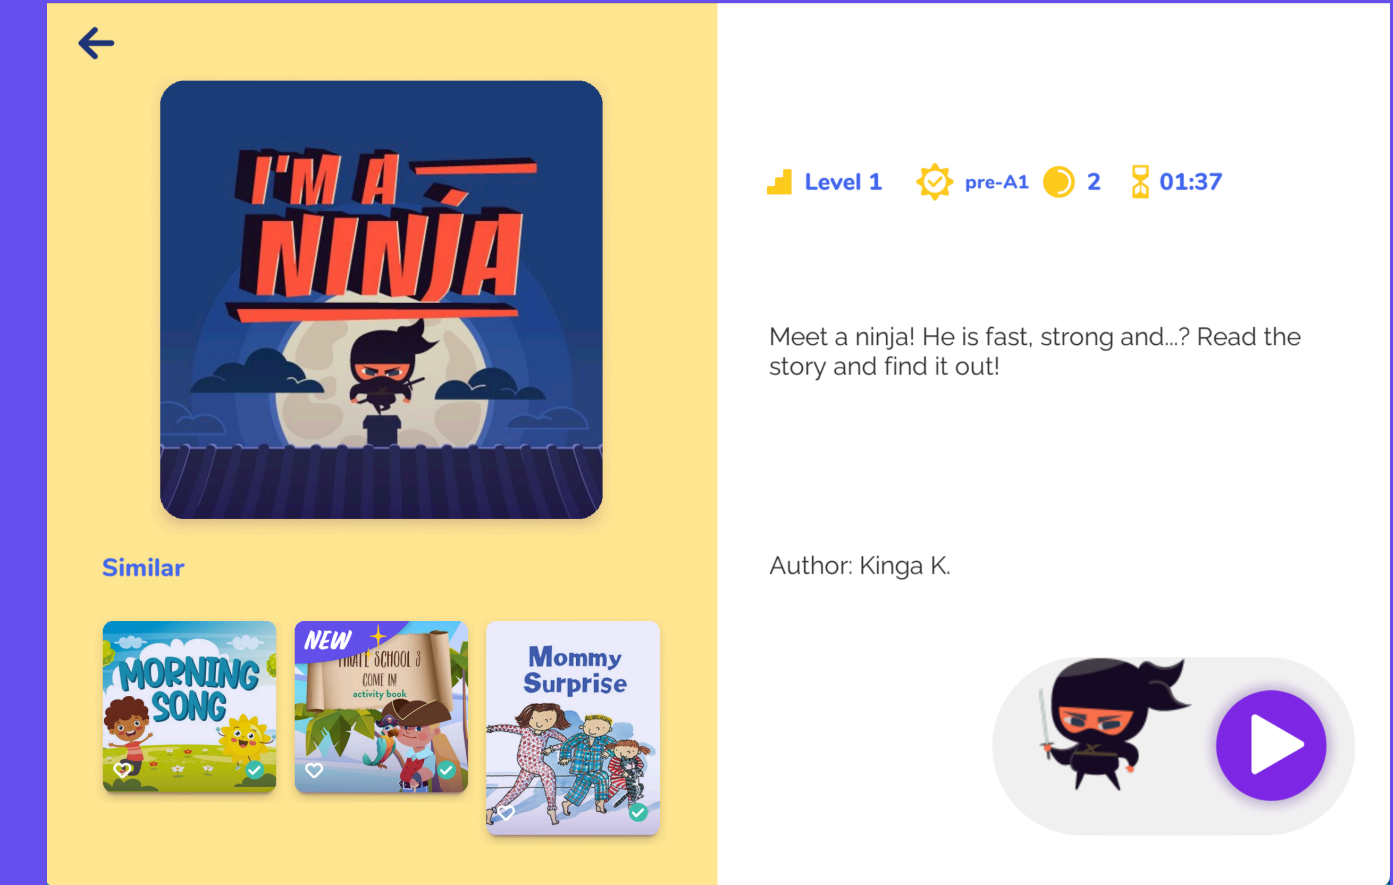 I'M A
NINJA
Similar
MORNING
SONG
NEW
PIRATE SCHOOL 3
COME IN!
activity book
Mommy
Surprise
Level 1
pre-A1
2
01:37
Meet a ninja! He is fast, strong and...? Read the
story and find it out!
Author: Kinga K.